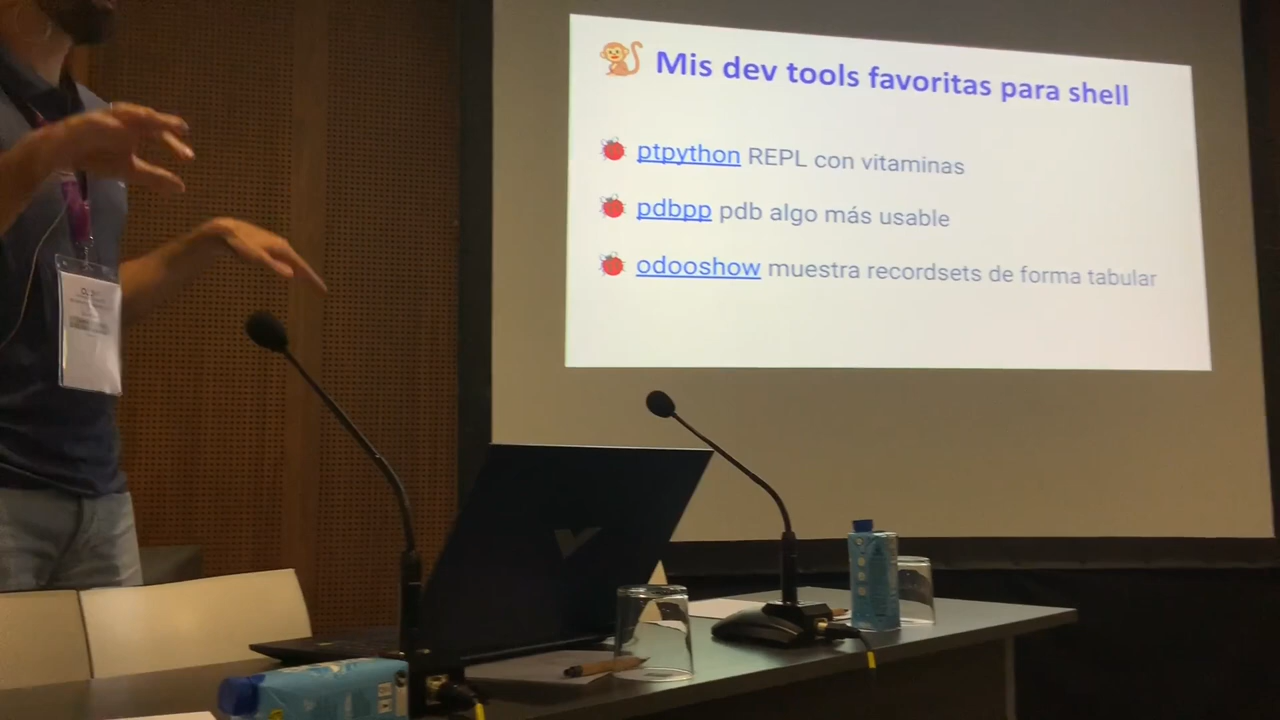 Mis dev tools favoritas para shell
ptpython REPL con vitaminas
pdbpp pdb algo más usable
odooshow muestra recordsets de forma tabular